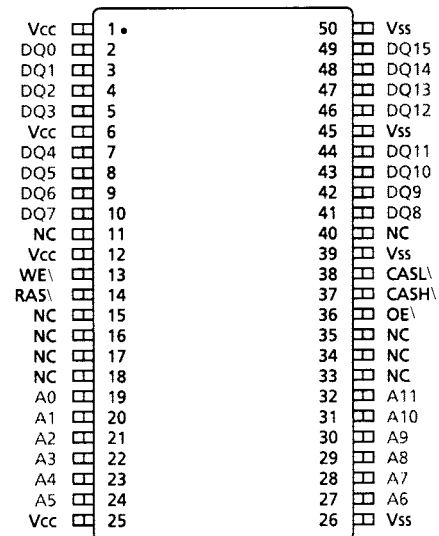 Vcc 1 50 Vss
DQ0 2 49 DQ15
DQ1 3 48 DQ14
DQ2 4 47 DQ13
DQ3 5 46 DQ12
Vcc 6 45 Vss
DQ4 7 44 DQ11
DQ5 8 43 DQ10
DQ6 9 42 DQ9
DQ7 10 41 DQ8
NC 11 40 NC
Vcc 12 39 Vss
WE\ 13 38 CASL\
RAS\ 14 37 CASH\
NC 15 36 OE\
NC 16 35 NC
NC 17 34 NC
NC 18 33 NC
A0 19 32 A11
A1 20 31 A10
A2 21 30 A9
A3 22 29 A8
A4 23 28 A7
A5 24 27 A6
Vcc 25 26 Vss